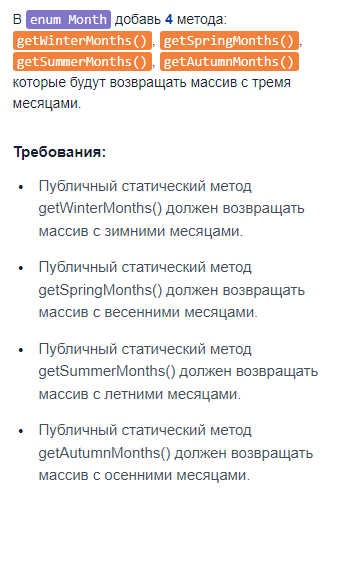 В enum Month добавь 4 метода:
getWinterMonths(), getSpringMonths(),
getSummerMonths(), getAutumnMonths()
которые будут возвращать массив с тремя
месяцами.
Требования:
• Публичный статический метод
getWinterMonths() должен возвращать
массив с зимними месяцами.
• Публичный статический метод
getSpringMonths() должен возвращать
массив с весенними месяцами.
• Публичный статический метод
getSummerMonths() должен возвращать
массив с летними месяцами.
• Публичный статический метод
getAutumnMonths() должен возвращать
массив с осенними месяцами.